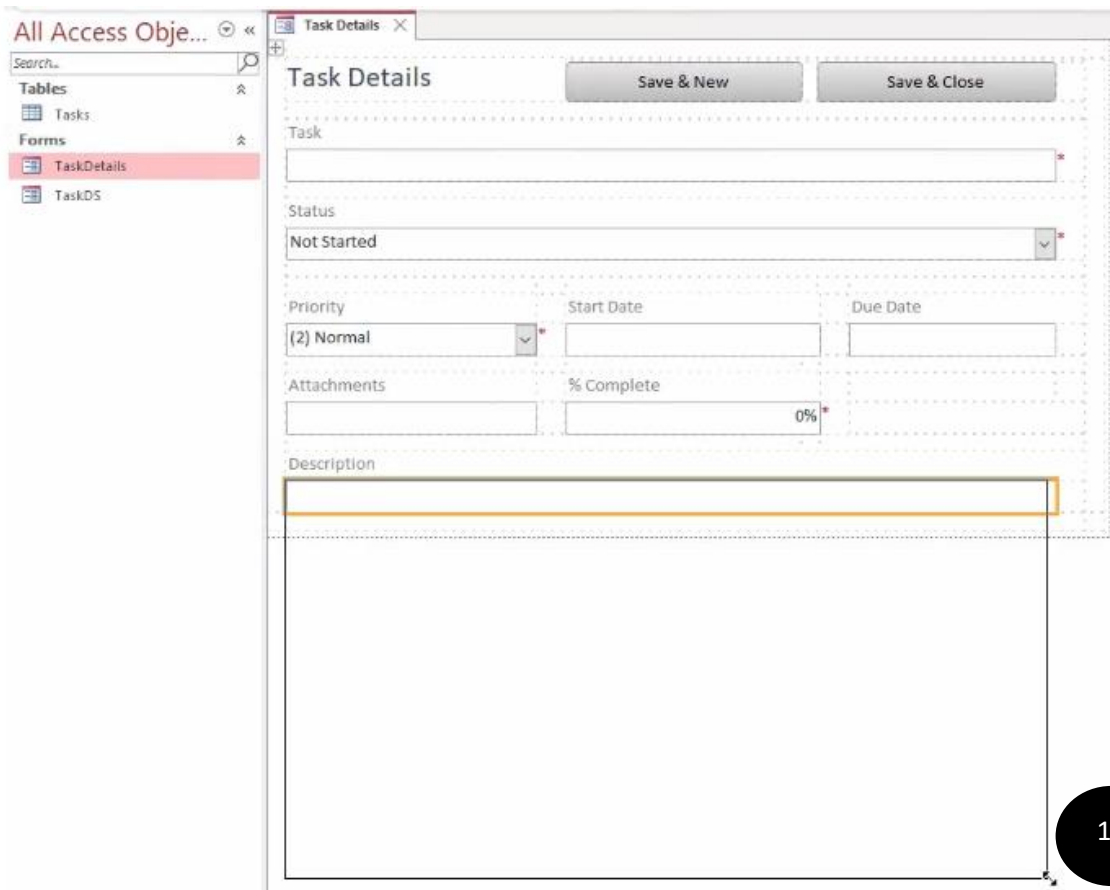 All Access Obje...
Task Details
Search..
Task Details
Save & New
Save & Close
Tables
Tasks
Forms
TaskDetails
TaskDS
Task
*
Status
Not Started
*
Priority
Start Date
Due Date
(2) Normal
*
Attachments
% Complete
0%
*
Description
1